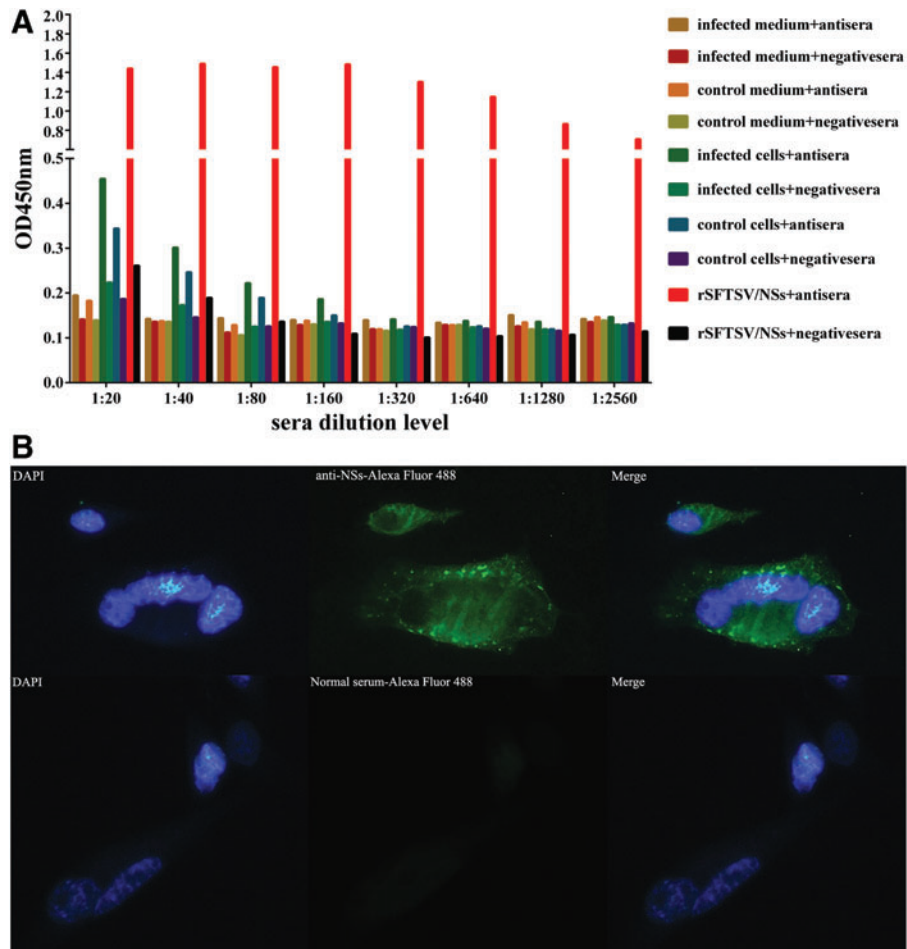 A
OD450nm
2.0
1.8
1.6
1.4
1.2
1.0
0.8
0.5
0.3
0.2
0.1
0.0
1:20 1:40 1:80 1:160 1:320 1:640 1:1280 1:2560
sera dilution level
infected medium+antisera
infected medium+negativesera
control medium+antisera
control medium+negativesera
infected cells+antisera
infected cells+negativesera
control cells+antisera
control cells+negativesera
rSFTSV/NSs+antisera
rSFTSV/NSs+negativesera
B
DAPI
anti-NSs-Alexa Fluor 488
Merge
DAPI
Normal serum-Alexa Fluor 488
Merge